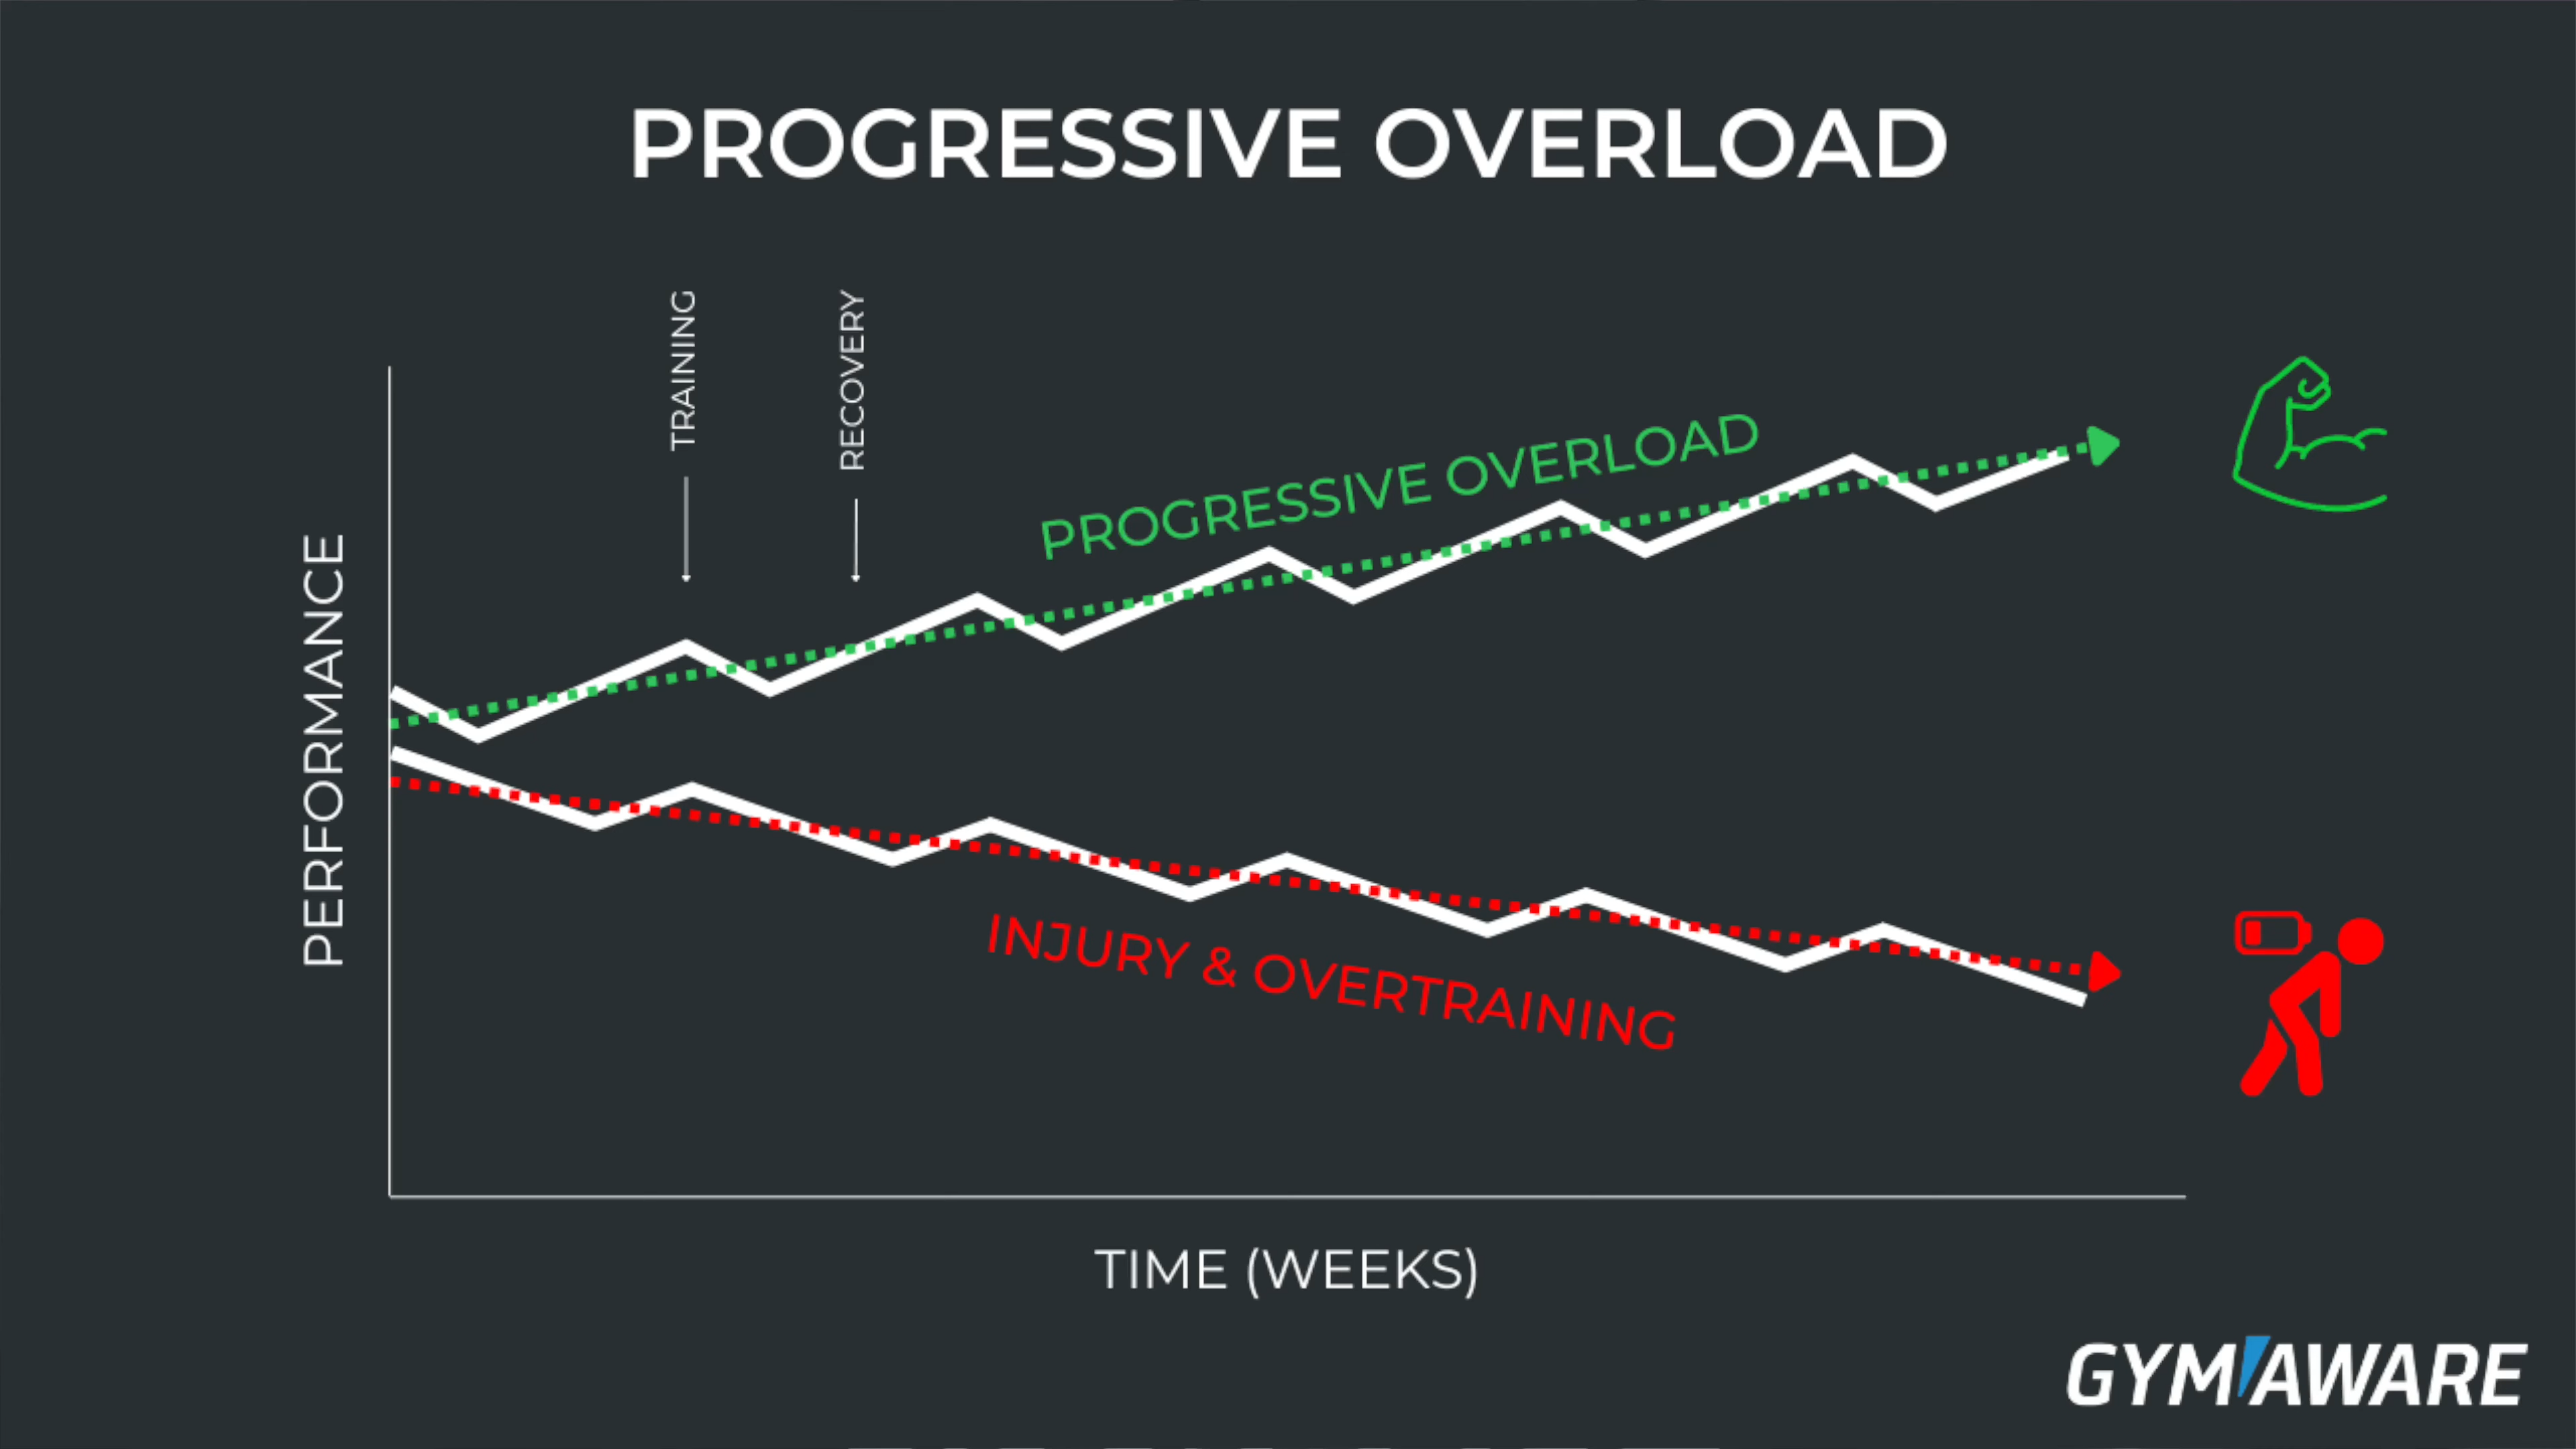 PROGRESSIVE OVERLOAD
TRAINING
RECOVERY
PROGRESSIVE OVERLOAD
PERFORMANCE
INJURY & OVERTRAINING
TIME (WEEKS)
GYMAWARE